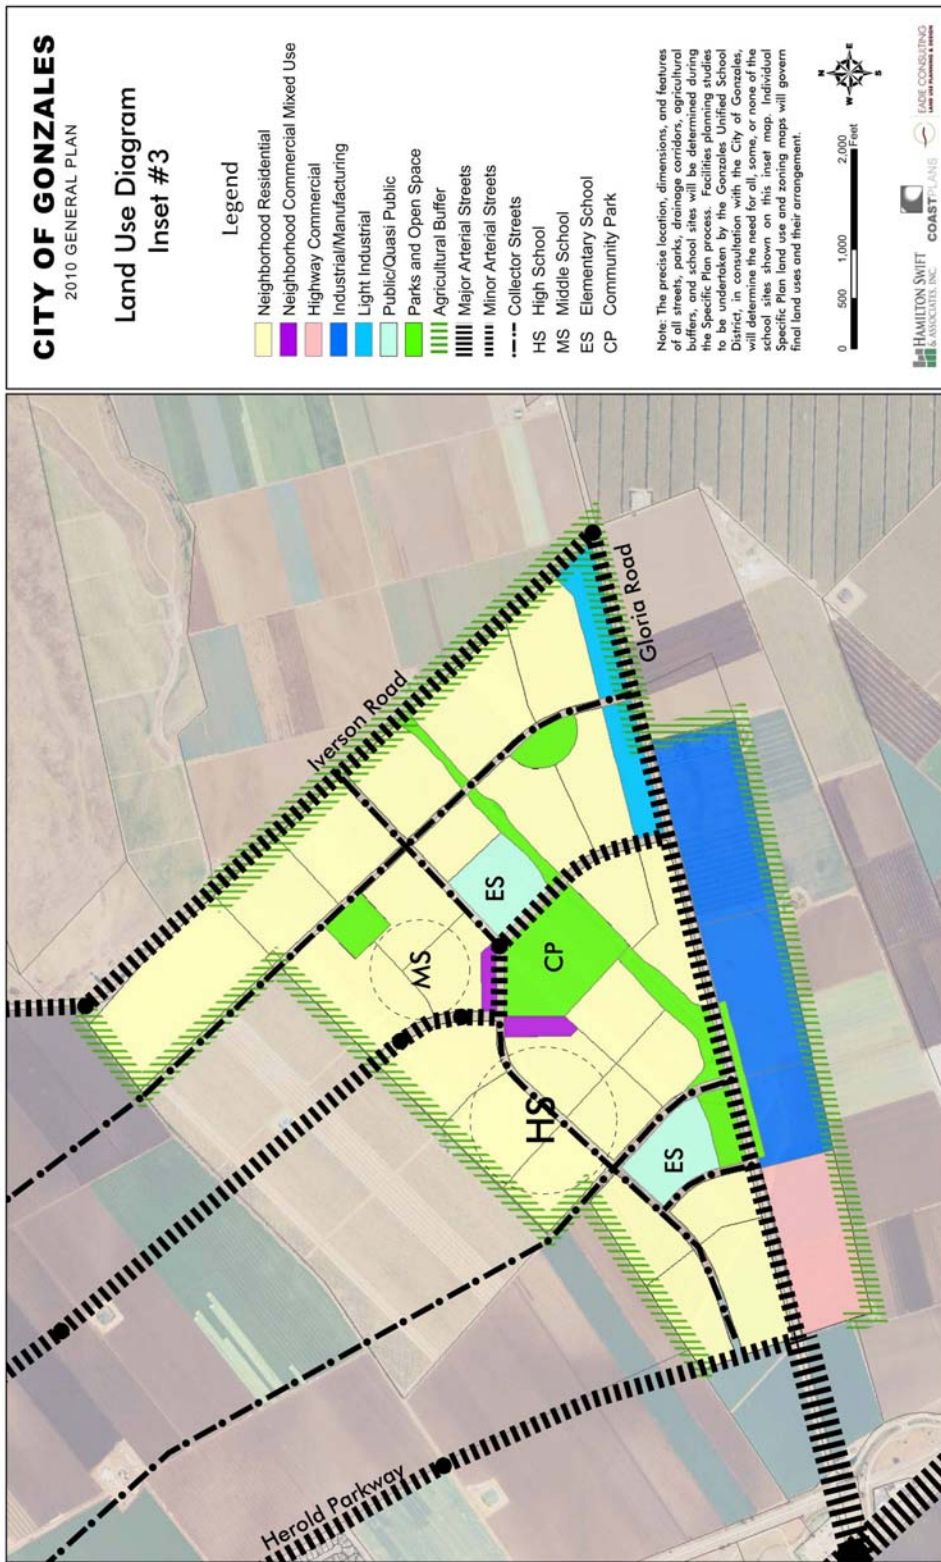 CITY OF GONZALES
2010 GENERAL PLAN
Land Use Diagram
Inset #3
Legend
Neighborhood Residential
Neighborhood Commercial Mixed Use
Highway Commercial
Industrial/Manufacturing
Light Industrial
Public/Quasi Public
Parks and Open Space
Agricultural Buffer
Major Arterial Streets
Minor Arterial Streets
Collector Streets
HS High School
MS Middle School
ES Elementary School
CP Community Park
Note: The precise location, dimensions, and features
of all streets, parks, drainage corridors, agricultural
buffers, and school sites will be determined during
the Specific Plan process. Facilities planning studies
to be undertaken by the Gonzales Unified School
District, in consultation with the City of Gonzales,
will determine the need for all, some, or none of the
school sites shown on this inset map. Individual
Specific Plan land use and zoning maps will govern
final land uses and their arrangement.
N
W E
S
0 500 1,000 2,000
Feet
HAMILTON SWIFT
& ASSOCIATES, INC.
COASTPLANS
EADIE CONSULTING
LAND USE PLANNING & DESIGN
Iverson Road
Gloria Road
Herold Parkway
MS
ES
CP
HS
ES